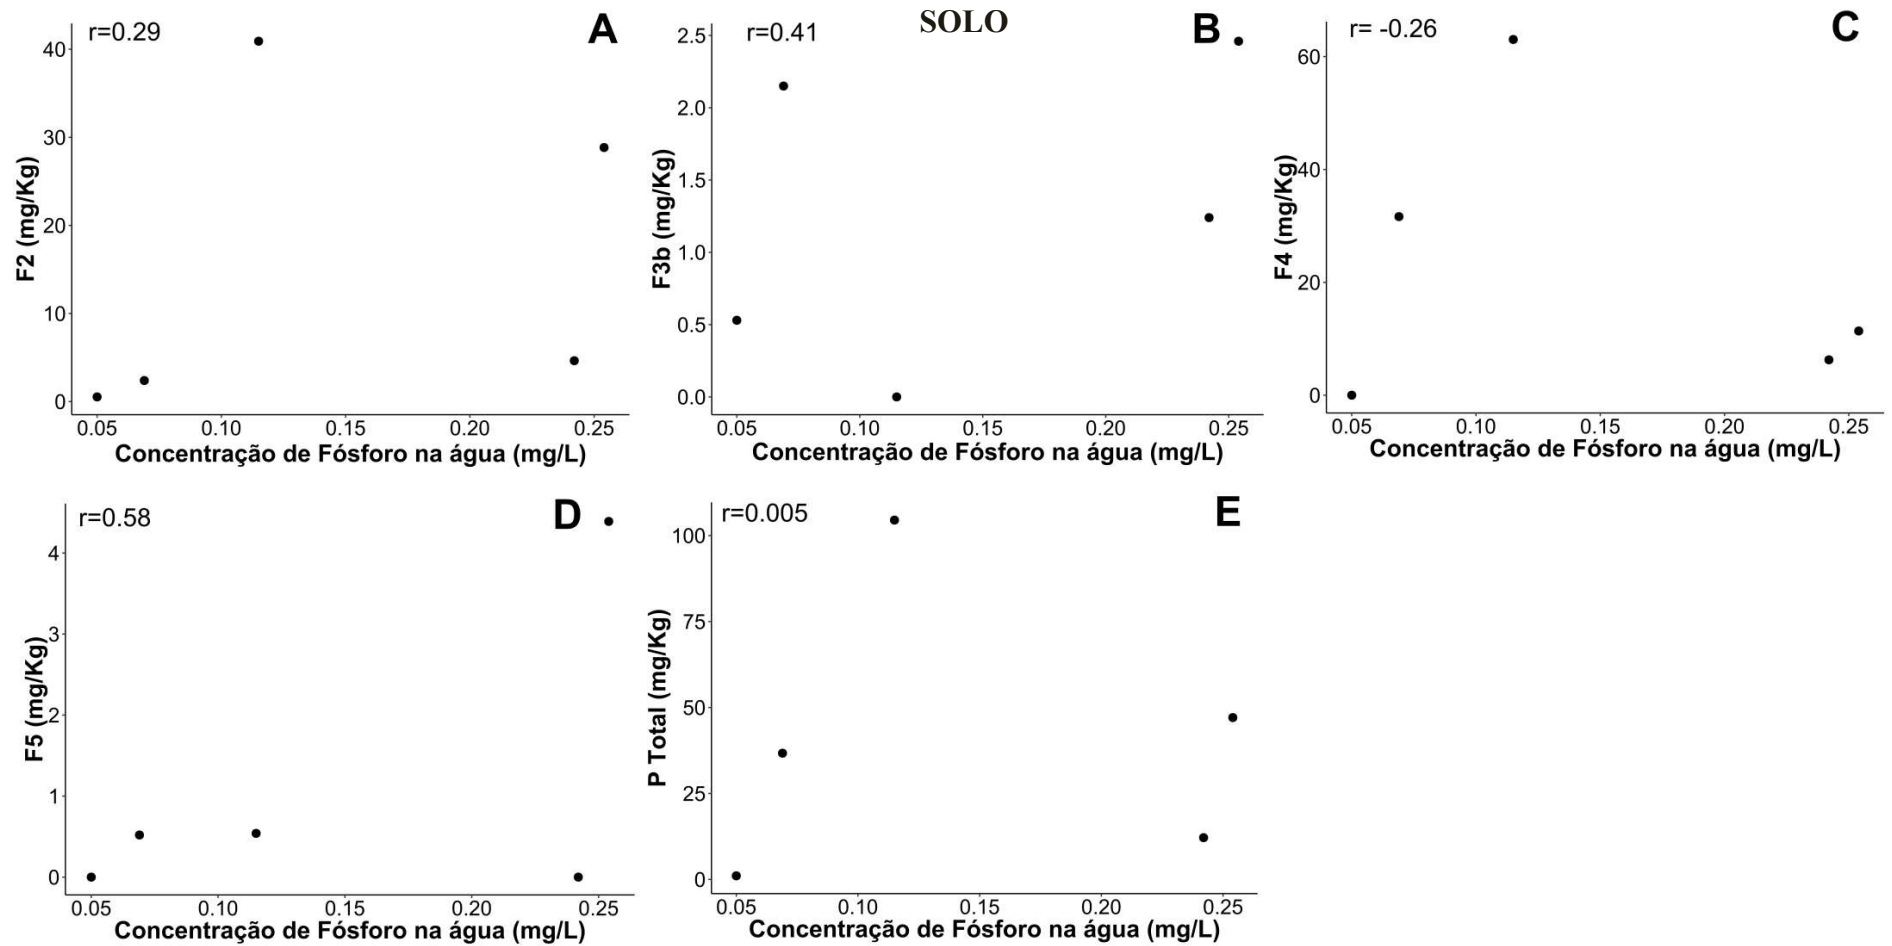 SOLO
r=0.29
A
F2 (mg/Kg)
40
30
20
10
0
0.05 0.10 0.15 0.20 0.25
Concentração de Fósforo na água (mg/L)
r=0.41
B
F3b (mg/Kg)
2.5
2.0
1.5
1.0
0.5
0.0
0.05 0.10 0.15 0.20 0.25
Concentração de Fósforo na água (mg/L)
r= -0.26
C
F4 (mg/Kg)
60
40
20
0
0.05 0.10 0.15 0.20 0.25
Concentração de Fósforo na água (mg/L)
r=0.58
D
F5 (mg/Kg)
4
3
2
1
0
0.05 0.10 0.15 0.20 0.25
Concentração de Fósforo na água (mg/L)
r=0.005
E
P Total (mg/Kg)
100
75
50
25
0
0.05 0.10 0.15 0.20 0.25
Concentração de Fósforo na água (mg/L)